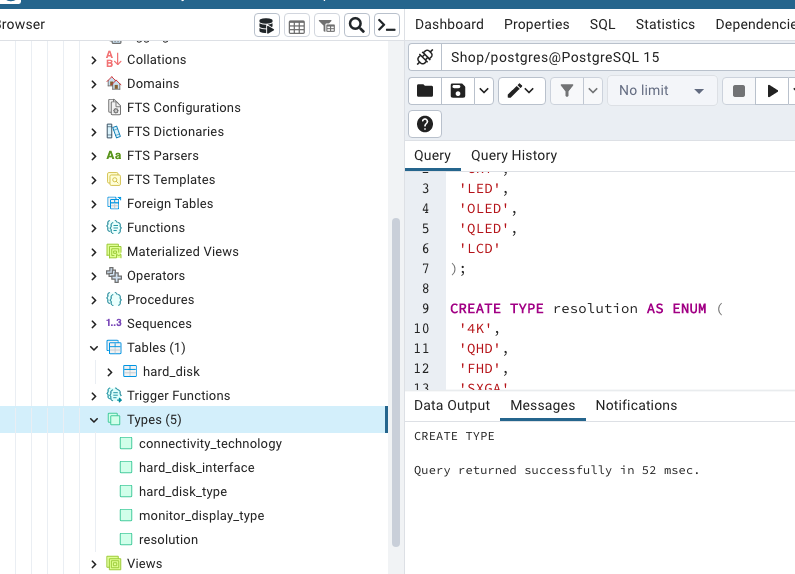 Browser
Collations
Domains
FTS Configurations
FTS Dictionaries
Aa FTS Parsers
FTS Templates
Foreign Tables
Functions
Materialized Views
Operators
Procedures
1..3 Sequences
Tables (1)
hard_disk
Trigger Functions
Types (5)
connectivity_technology
hard_disk_interface
hard_disk_type
monitor_display_type
resolution
Views
Dashboard Properties SQL Statistics
Shop/postgres@PostgreSQL 15
No limit
Query Query History
3 'LED',
4 'OLED',
5 'QLED',
6 'LCD'
7 );
8
9 CREATE TYPE resolution AS ENUM (
10 '4K',
11 'QHD',
12 'FHD',
13 'SXGA'
Data Output Messages Notifications
CREATE TYPE
Query returned successfully in 52 msec.